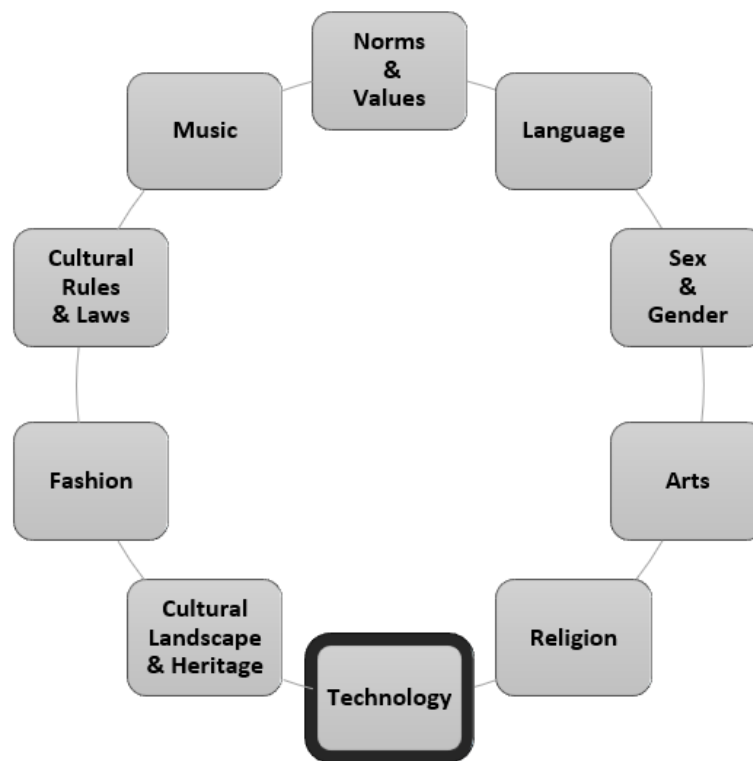 Norms
&
Values
Language
Sex
&
Gender
Arts
Religion
Technology
Cultural
Landscape
& Heritage
Fashion
Cultural
Rules
& Laws
Music